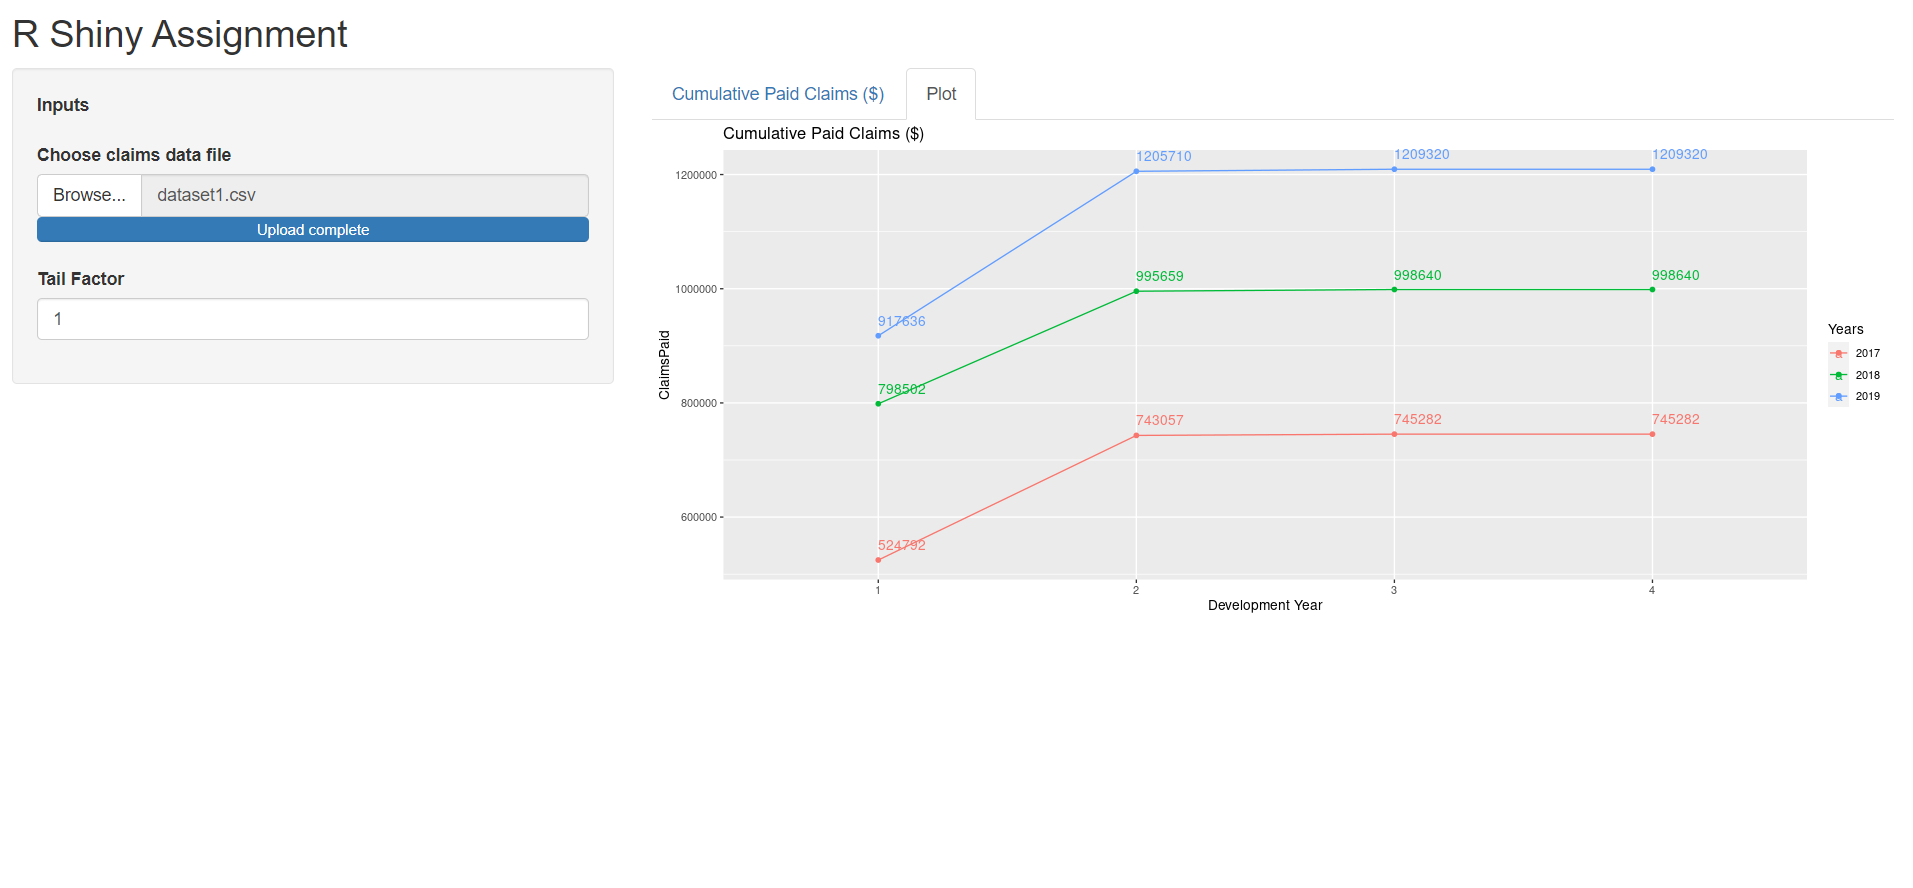 R Shiny Assignment
Inputs
Choose claims data file
Browse... dataset1.csv
Upload complete
Tail Factor
1
Cumulative Paid Claims ($) Plot
Cumulative Paid Claims ($)
1205710 1209320 1209320
1200000
995659 998640 998640
1000000
917636
798502
800000
743057 745282 745282
600000
524792
ClaimsPaid
1 2 3 4
Development Year
Years
2017
2018
2019